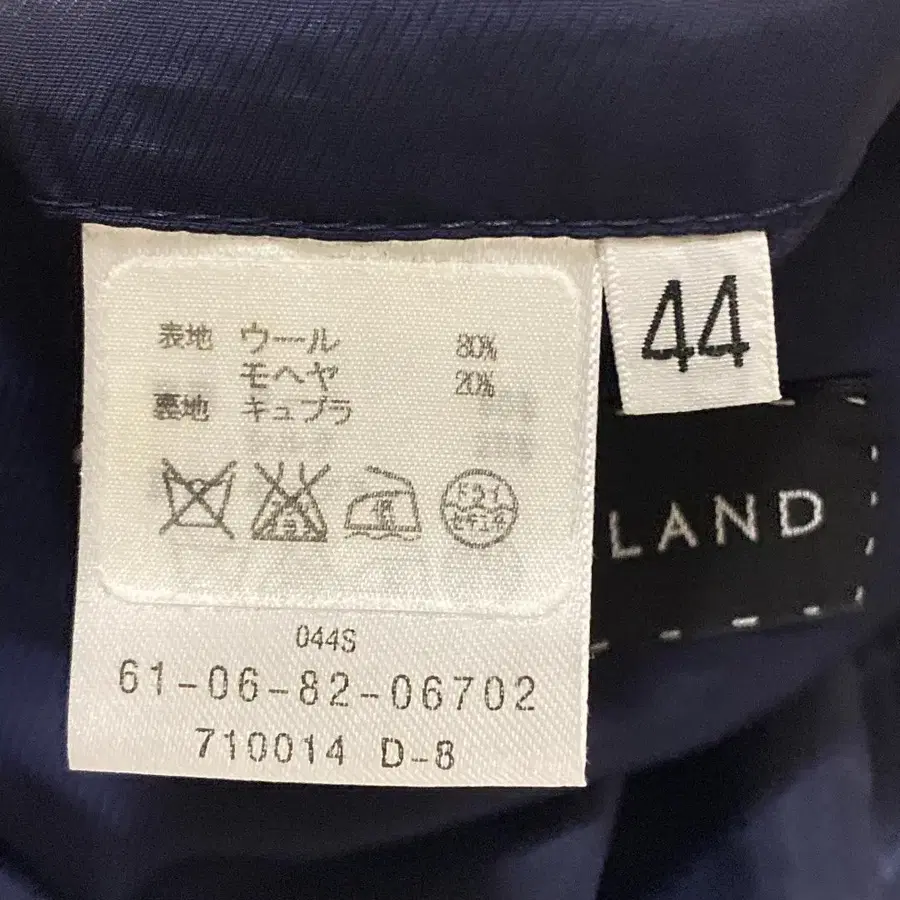 表地 ウール 80%
モヘヤ 20%
裏地 キュプラ
44
LAND
044S
61-06-82-06702
710014 D-8